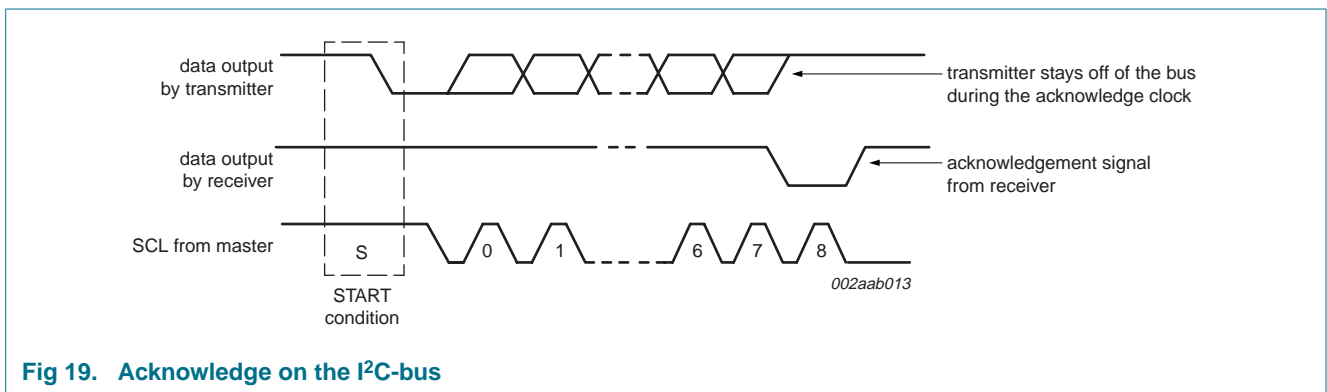 data output
by transmitter
transmitter stays off of the bus
during the acknowledge clock
data output
by receiver
acknowledgement signal
from receiver
SCL from master
S
0
1
6
7
8
002aab013
START
condition
Fig 19. Acknowledge on the I²C-bus